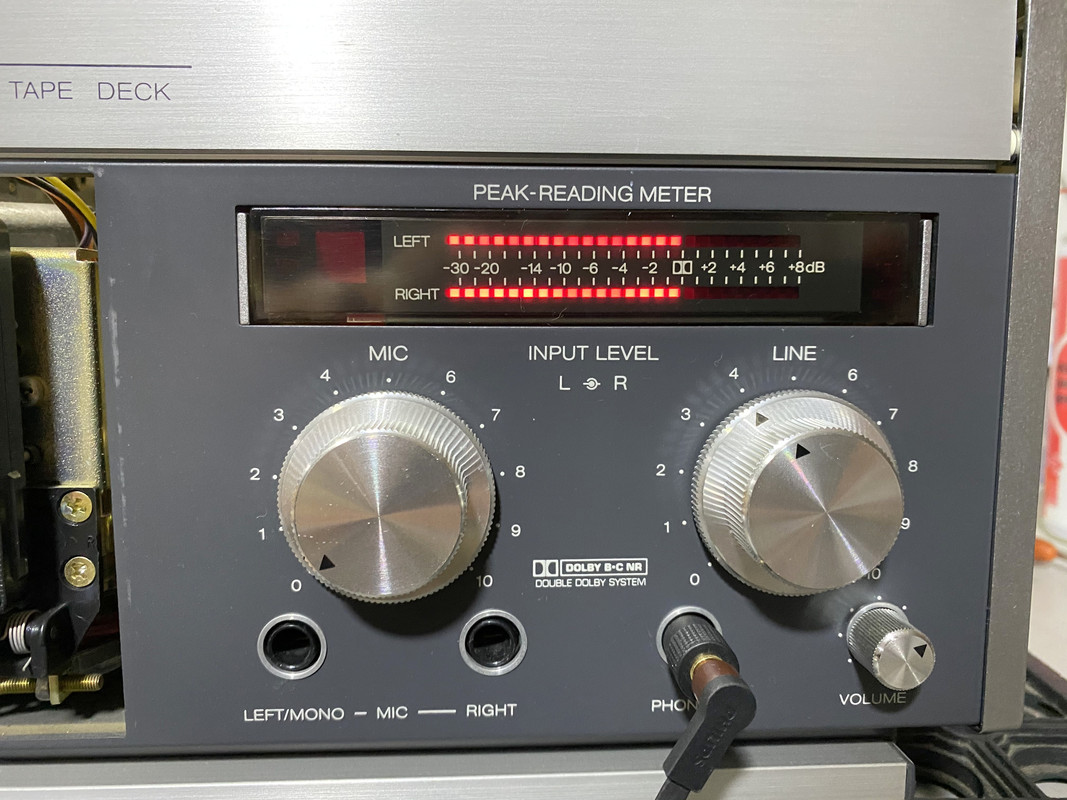 TAPE DECK
PEAK-READING METER
LEFT
-30 -20 -14 -10 -6 -4 -2 +2 +4 +6 +8dB
RIGHT
MIC
INPUT LEVEL
LINE
L R
0 1 2 3 4 6 7 8 9 10
0 1 2 3 4 6 7 8 9 10
DOLBY B·C NR
DOUBLE DOLBY SYSTEM
LEFT/MONO — MIC — RIGHT
PHON
VOLUME